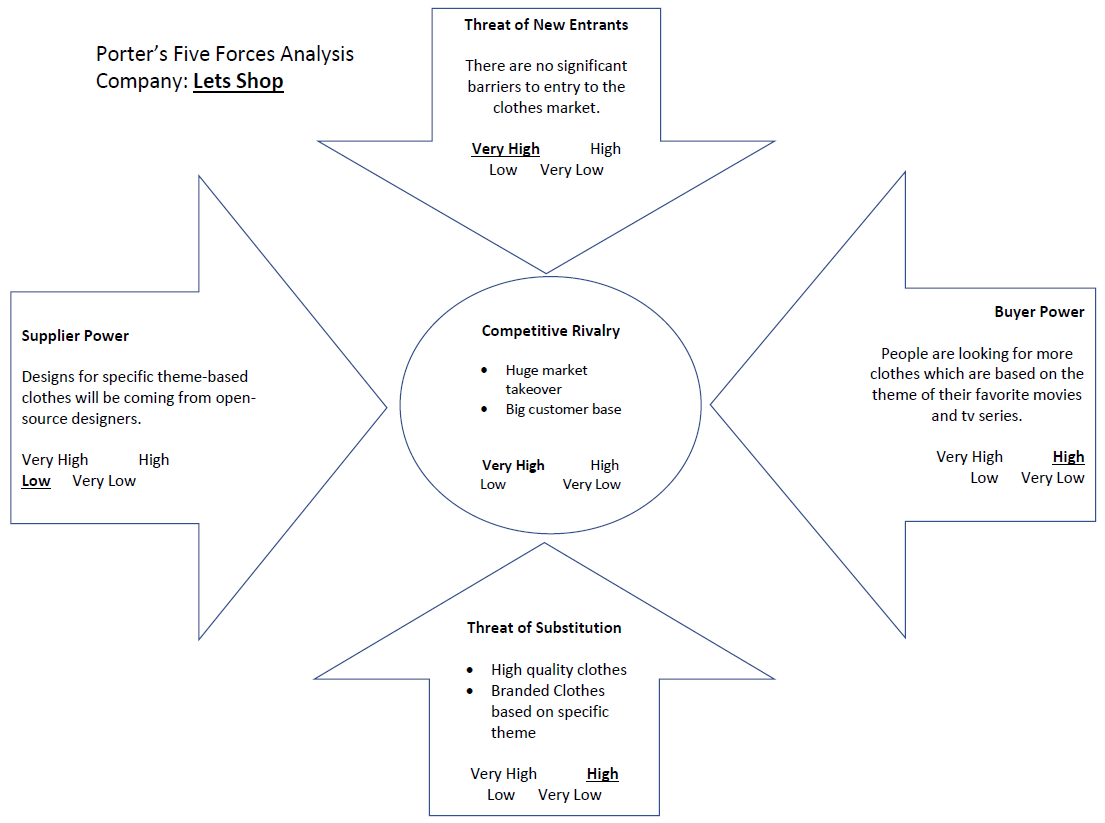 Porter’s Five Forces Analysis
Company: Lets Shop
Threat of New Entrants
There are no significant
barriers to entry to the
clothes market.
Very High High
Low Very Low
Supplier Power
Designs for specific theme-based
clothes will be coming from open-
source designers.
Very High High
Low Very Low
Competitive Rivalry
• Huge market
takeover
• Big customer base
Very High High
Low Very Low
Buyer Power
People are looking for more
clothes which are based on the
theme of their favorite movies
and tv series.
Very High High
Low Very Low
Threat of Substitution
• High quality clothes
• Branded Clothes
based on specific
theme
Very High High
Low Very Low